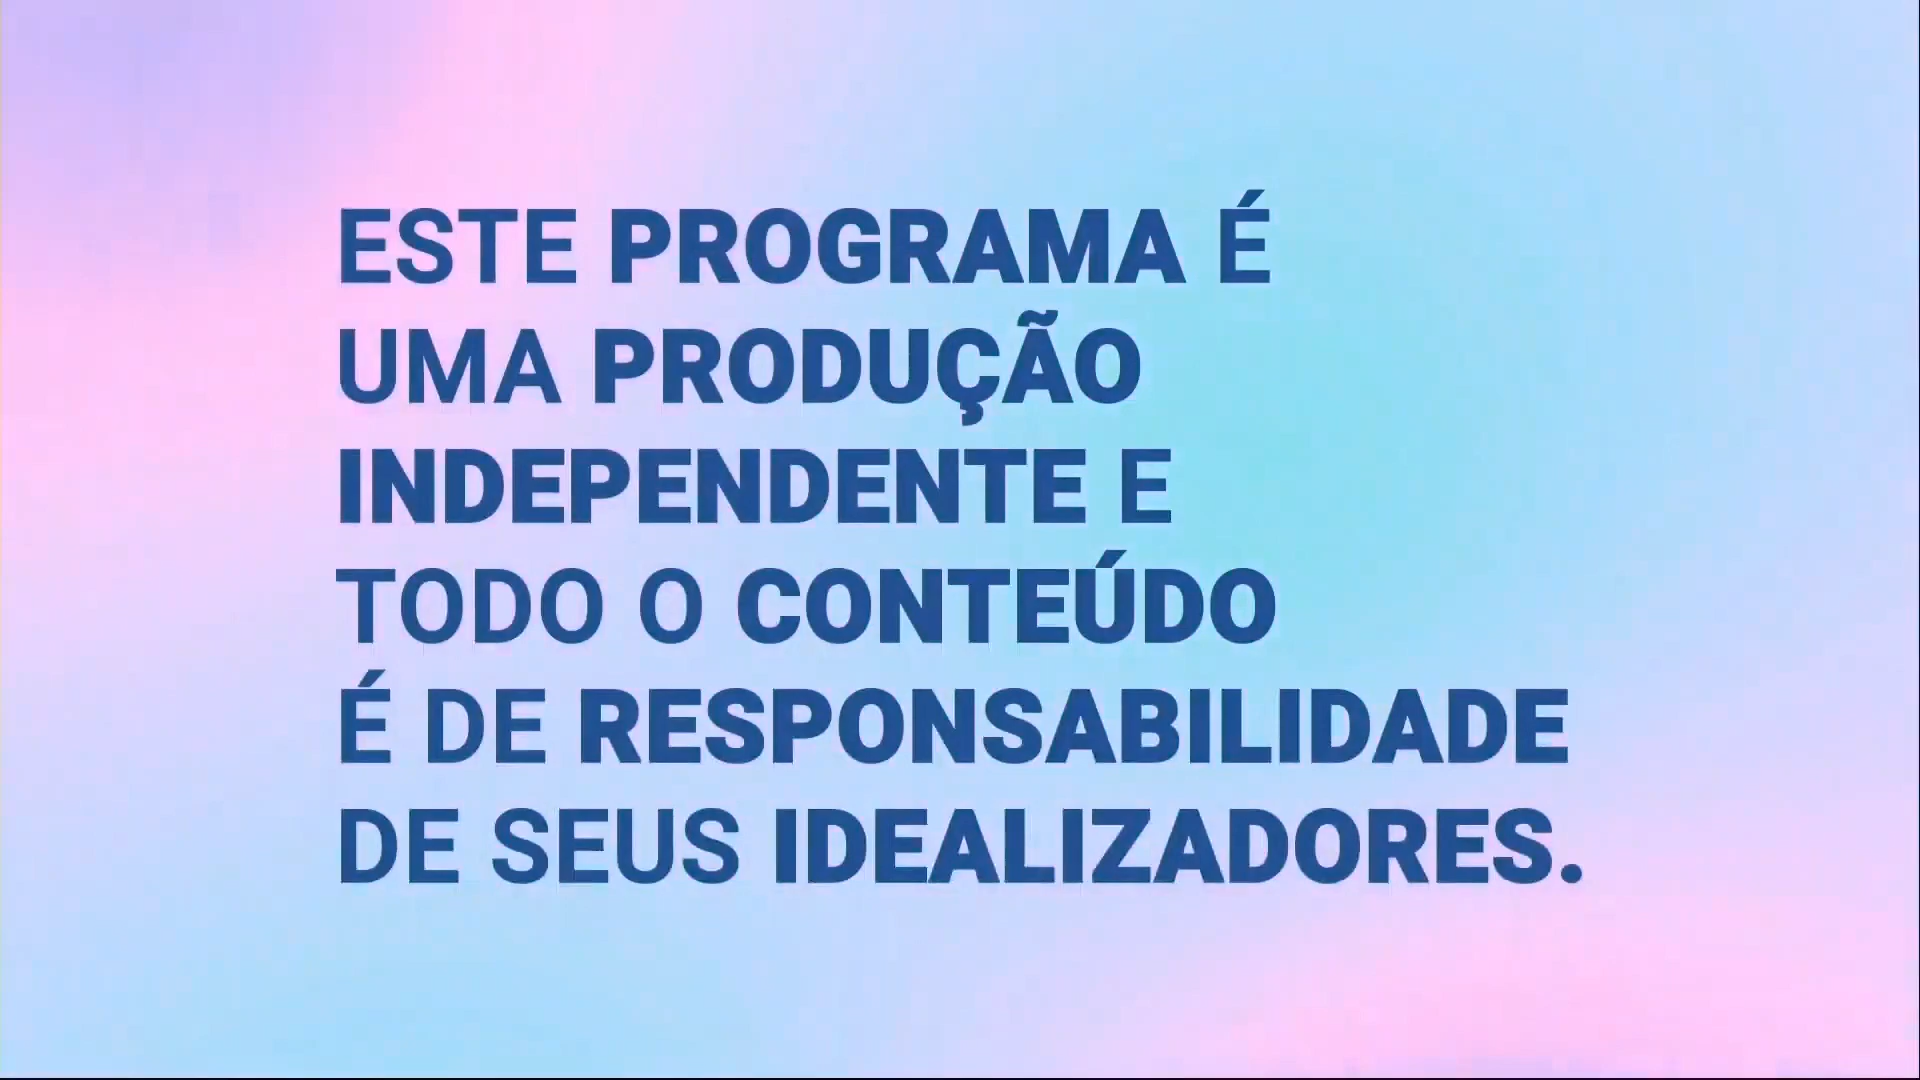 ESTE PROGRAMA É
UMA PRODUÇÃO
INDEPENDENTE E
TODO O CONTEÚDO
É DE RESPONSABILIDADE
DE SEUS IDEALIZADORES.